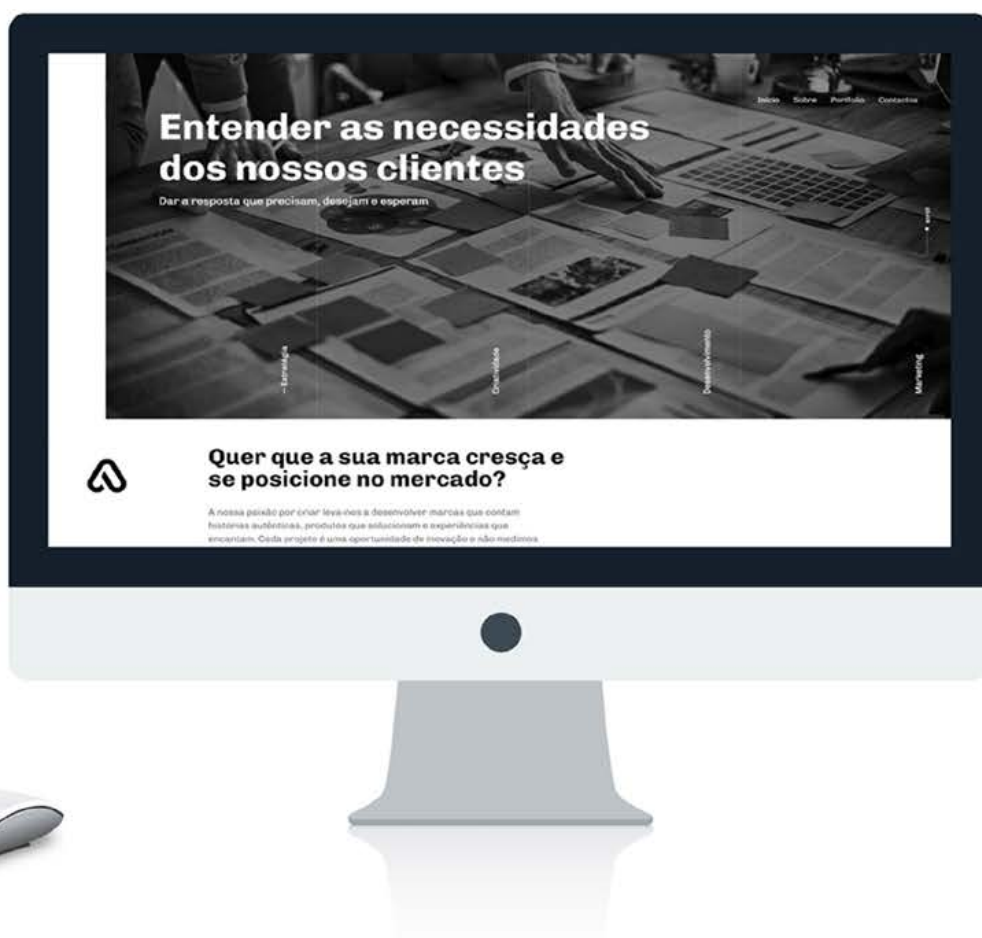 Início Sobre Portfolio Contactos
Entender as necessidades
dos nossos clientes
Dar a resposta que precisam, desejam e esperam
Estratégia
Criatividade
Desenvolvimento
Marketing
Quer que a sua marca cresça e
se posicione no mercado?
A nossa paixão por criar leva-nos a desenvolver marcas que contam
histórias autênticas, produtos que solucionam e experiências que
encantam. Cada projeto é uma oportunidade de inovação e não medimos